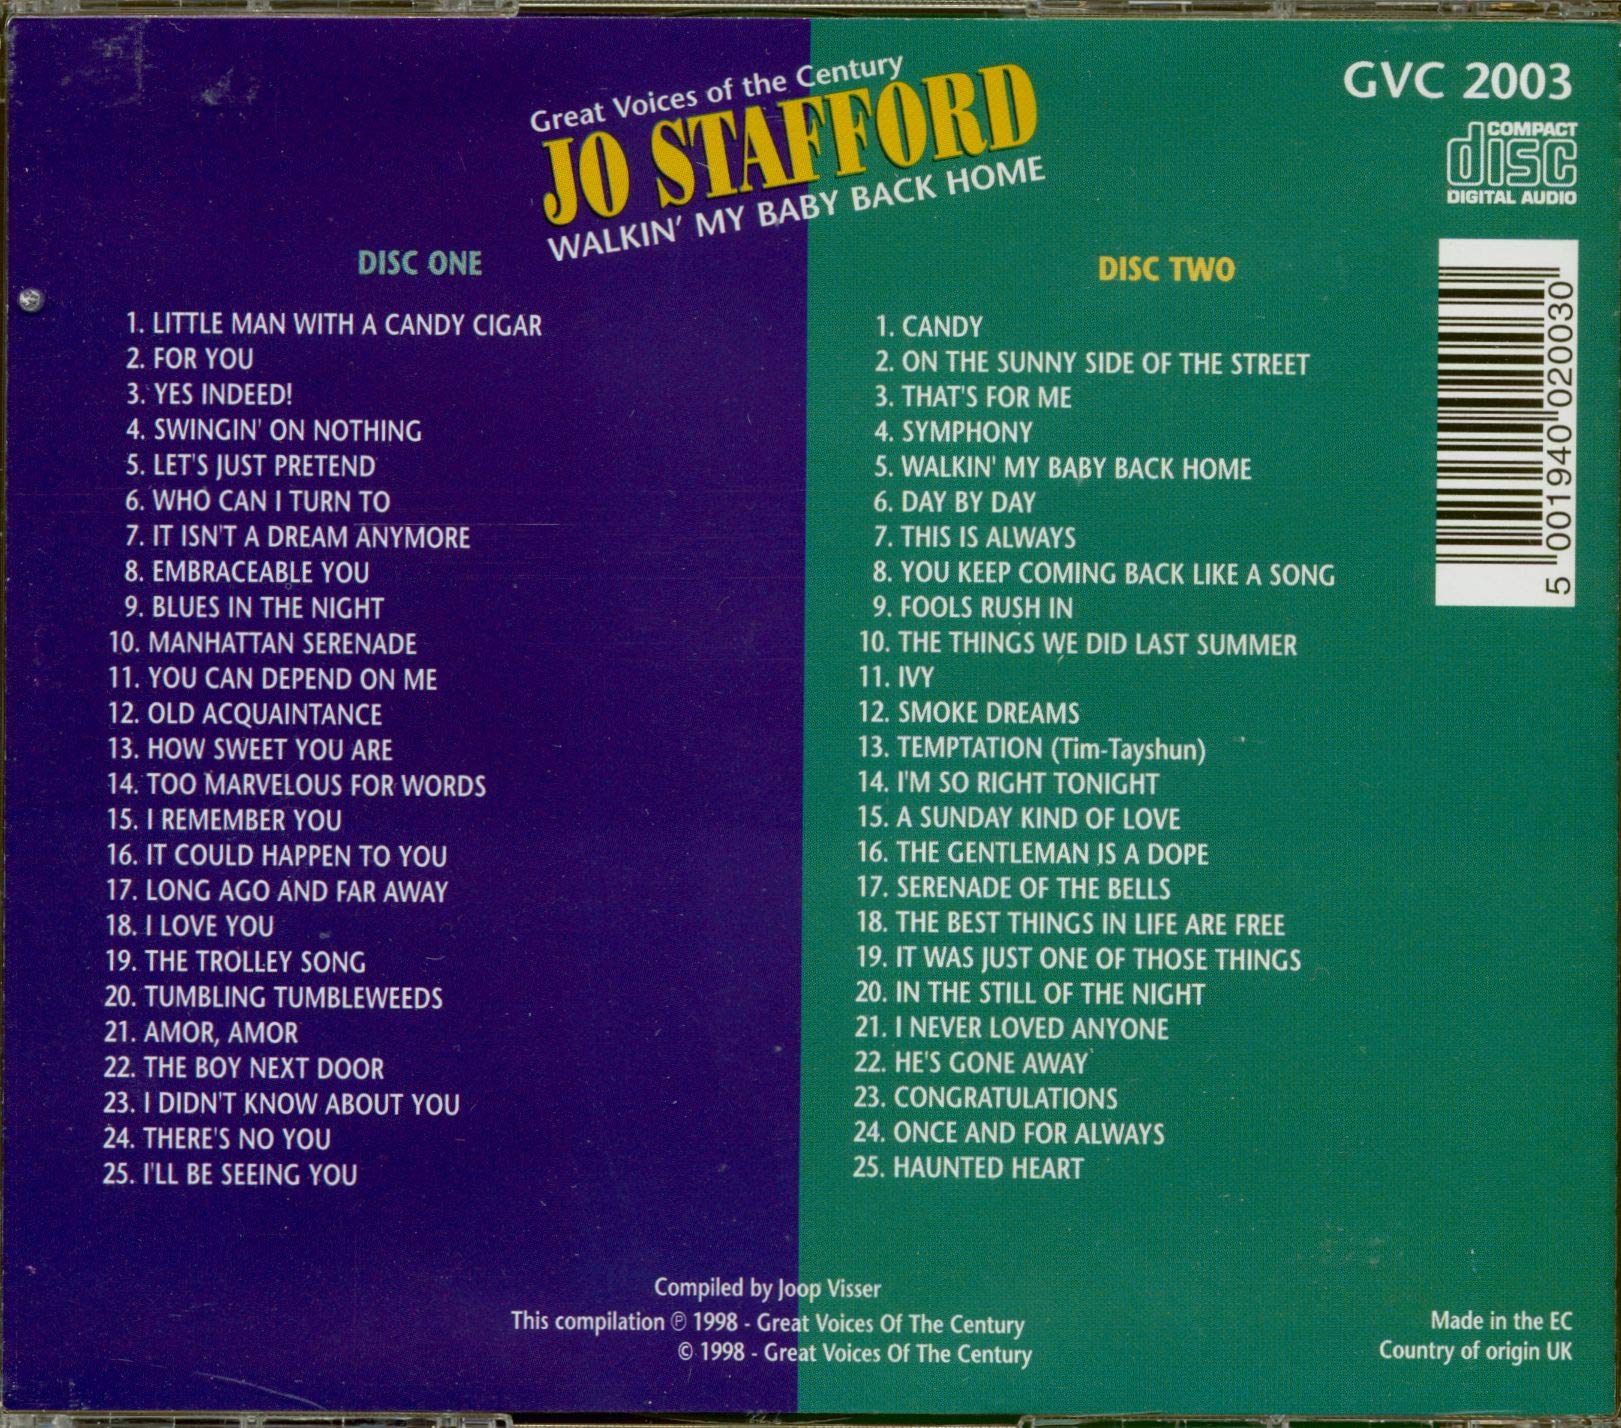 Great Voices of the Century
JO STAFFORD
WALKIN' MY BABY BACK HOME
GVC 2003
COMPACT
disc
DIGITAL AUDIO
DISC ONE
1. LITTLE MAN WITH A CANDY CIGAR
2. FOR YOU
3. YES INDEED!
4. SWINGIN' ON NOTHING
5. LET'S JUST PRETEND
6. WHO CAN I TURN TO
7. IT ISN'T A DREAM ANYMORE
8. EMBRACEABLE YOU
9. BLUES IN THE NIGHT
10. MANHATTAN SERENADE
11. YOU CAN DEPEND ON ME
12. OLD ACQUAINTANCE
13. HOW SWEET YOU ARE
14. TOO MARVELOUS FOR WORDS
15. I REMEMBER YOU
16. IT COULD HAPPEN TO YOU
17. LONG AGO AND FAR AWAY
18. I LOVE YOU
19. THE TROLLEY SONG
20. TUMBLING TUMBLEWEEDS
21. AMOR, AMOR
22. THE BOY NEXT DOOR
23. I DIDN'T KNOW ABOUT YOU
24. THERE'S NO YOU
25. I'LL BE SEEING YOU
DISC TWO
1. CANDY
2. ON THE SUNNY SIDE OF THE STREET
3. THAT'S FOR ME
4. SYMPHONY
5. WALKIN' MY BABY BACK HOME
6. DAY BY DAY
7. THIS IS ALWAYS
8. YOU KEEP COMING BACK LIKE A SONG
9. FOOLS RUSH IN
10. THE THINGS WE DID LAST SUMMER
11. IVY
12. SMOKE DREAMS
13. TEMPTATION (Tim-Tayshun)
14. I'M SO RIGHT TONIGHT
15. A SUNDAY KIND OF LOVE
16. THE GENTLEMAN IS A DOPE
17. SERENADE OF THE BELLS
18. THE BEST THINGS IN LIFE ARE FREE
19. IT WAS JUST ONE OF THOSE THINGS
20. IN THE STILL OF THE NIGHT
21. I NEVER LOVED ANYONE
22. HE'S GONE AWAY
23. CONGRATULATIONS
24. ONCE AND FOR ALWAYS
25. HAUNTED HEART
5 001940 020030
Compiled by Joop Visser
This compilation ℗ 1998 - Great Voices Of The Century
© 1998 - Great Voices Of The Century
Made in the EC
Country of origin UK